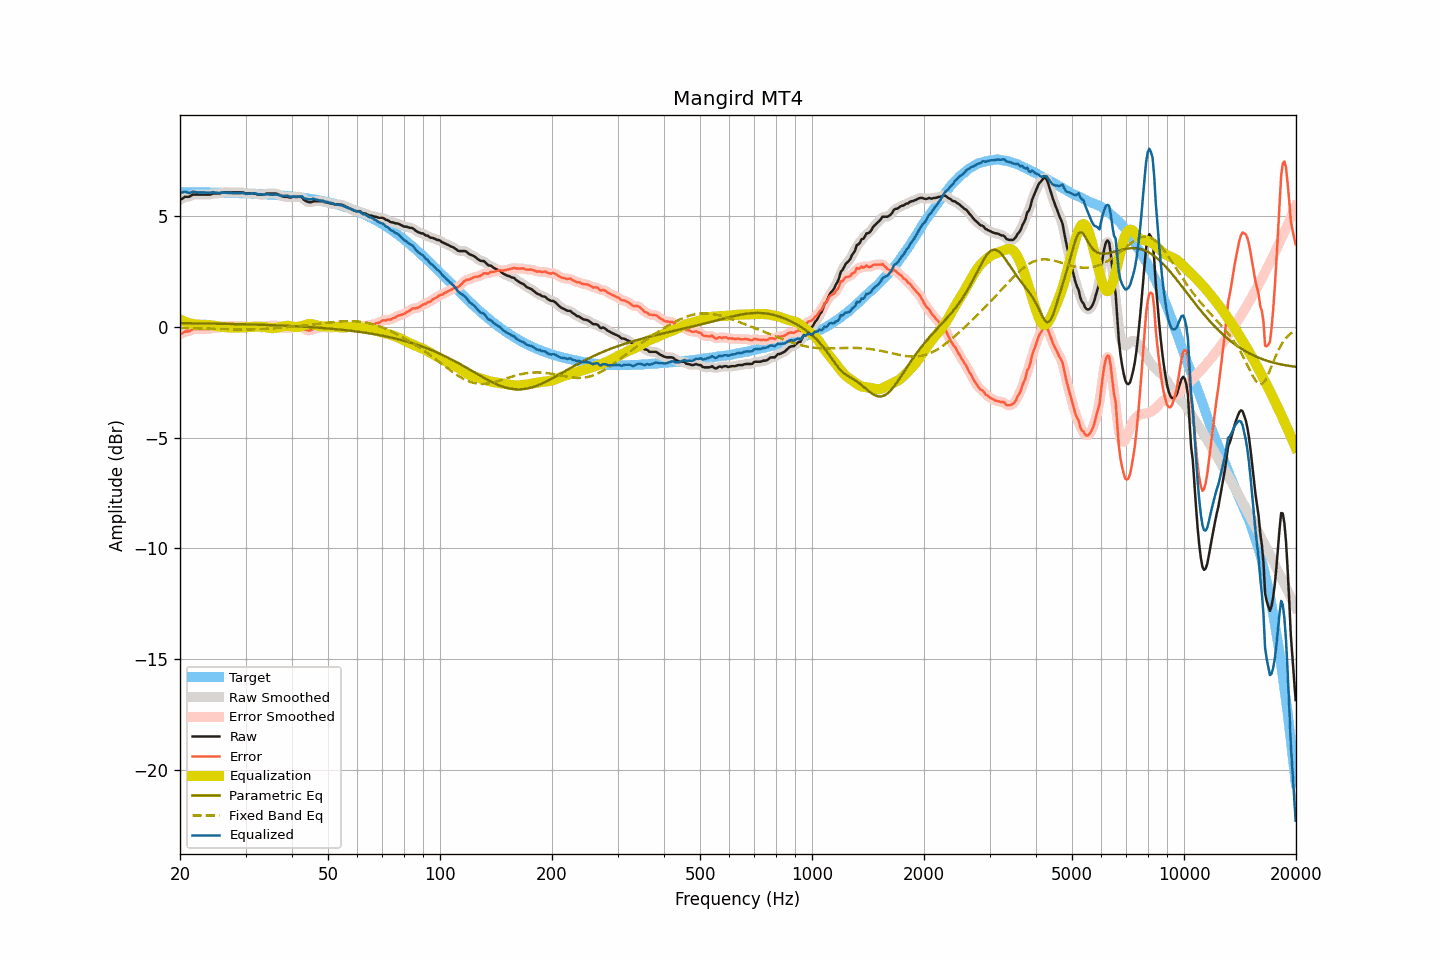 Mangird MT4
Amplitude (dBr)
5
0
−5
−10
−15
−20
Target
Raw Smoothed
Error Smoothed
Raw
Error
Equalization
Parametric Eq
Fixed Band Eq
Equalized
20 50 100 200 500 1000 2000 5000 10000 20000
Frequency (Hz)